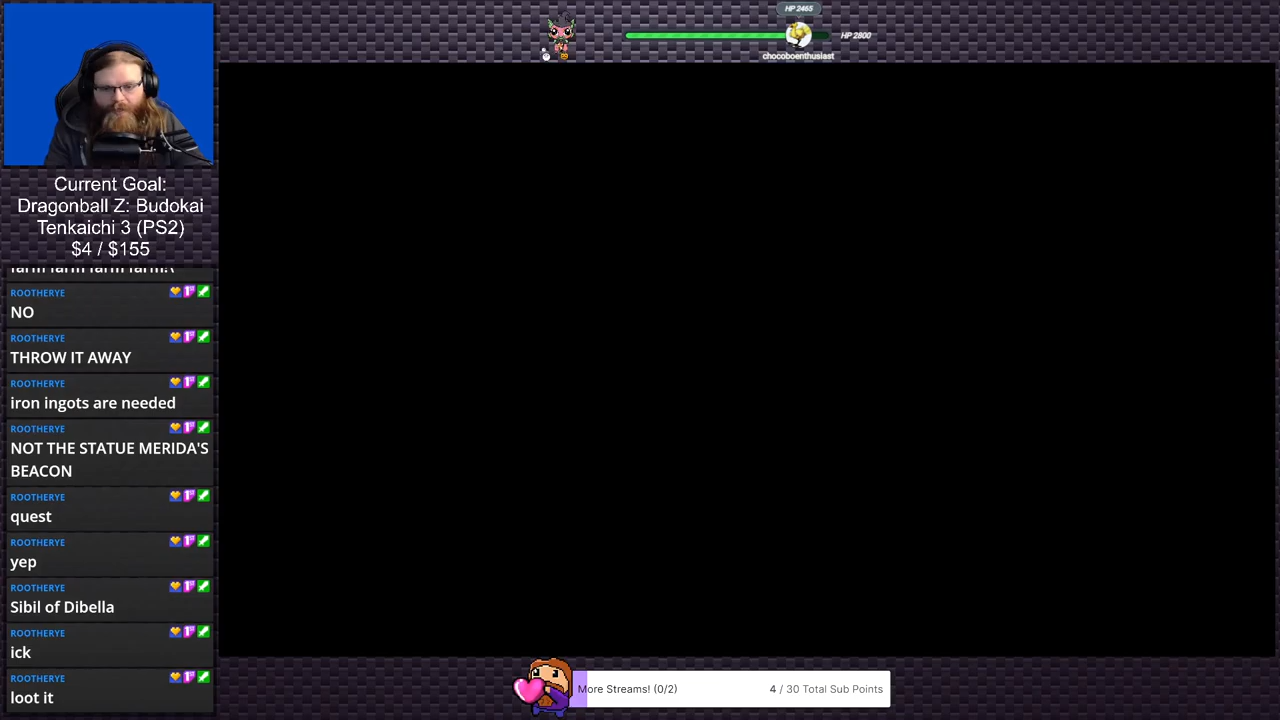 HP 2465
HP 2800
chocoboenthusiast
Current Goal:
Dragonball Z: Budokai
Tenkaichi 3 (PS2)
$4 / $155
ROOTHERYE
NO
ROOTHERYE
THROW IT AWAY
ROOTHERYE
iron ingots are needed
ROOTHERYE
NOT THE STATUE MERIDA'S
BEACON
ROOTHERYE
quest
ROOTHERYE
yep
ROOTHERYE
Sibil of Dibella
ROOTHERYE
ick
ROOTHERYE
loot it
More Streams! (0/2)
4 / 30 Total Sub Points